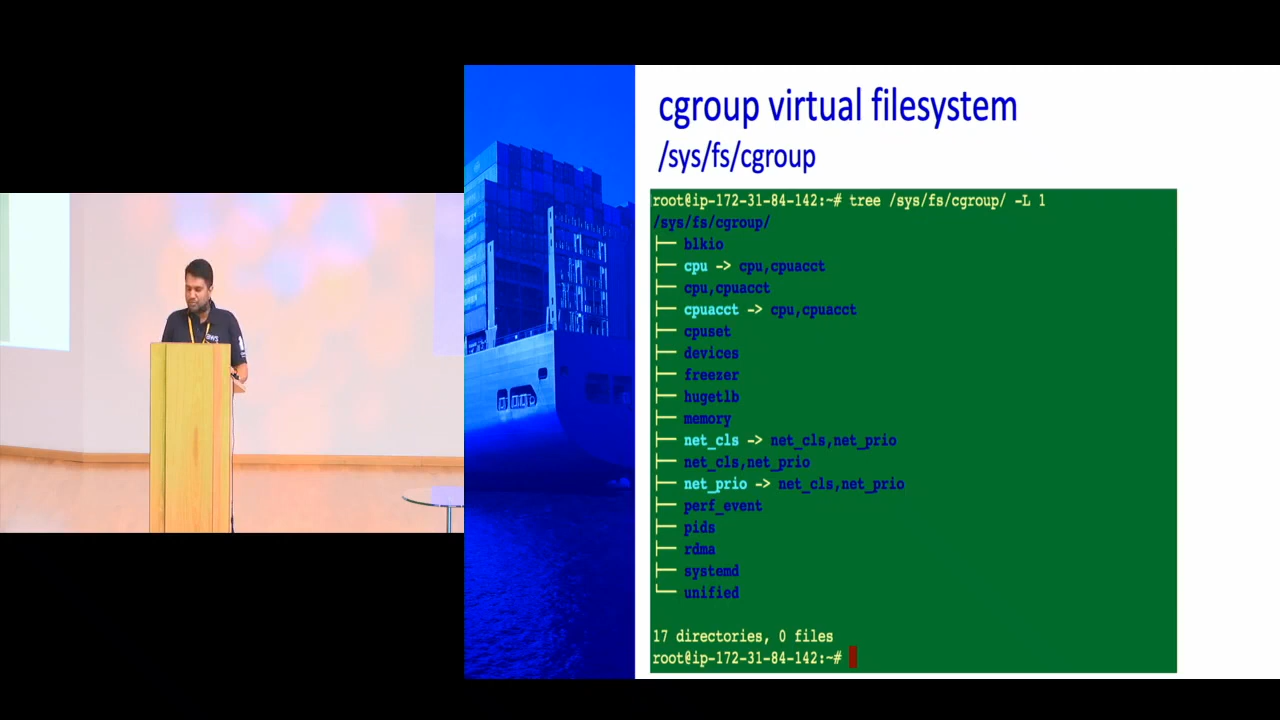 cgroup virtual filesystem
/sys/fs/cgroup
root@ip-172-31-84-142:~# tree /sys/fs/cgroup/ -L 1
/sys/fs/cgroup/
├── blkio
├── cpu -> cpu,cpuacct
├── cpu,cpuacct
├── cpuacct -> cpu,cpuacct
├── cpuset
├── devices
├── freezer
├── hugetlb
├── memory
├── net_cls -> net_cls,net_prio
├── net_cls,net_prio
├── net_prio -> net_cls,net_prio
├── perf_event
├── pids
├── rdma
├── systemd
└── unified
17 directories, 0 files
root@ip-172-31-84-142:~#